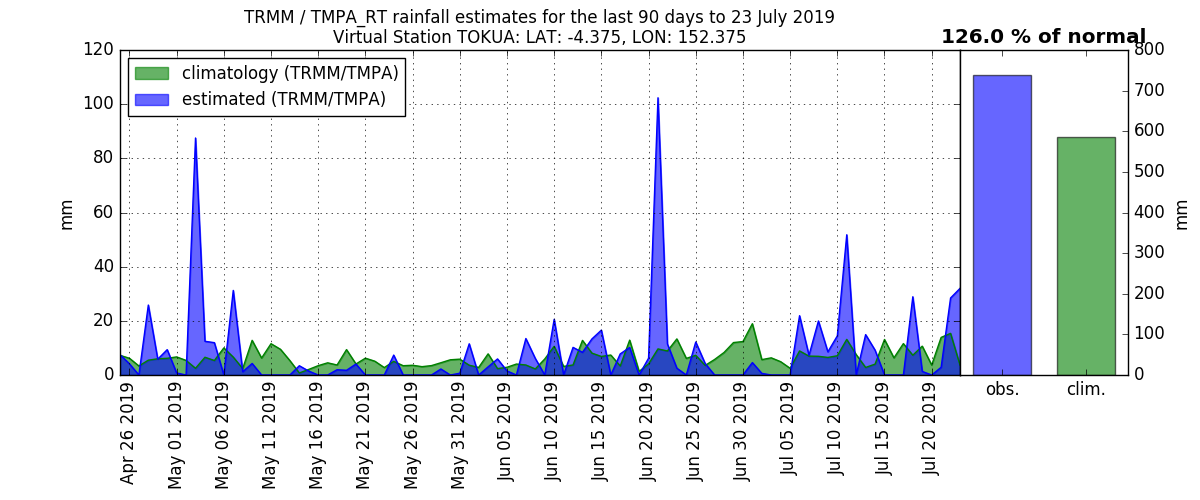 TRMM / TMPA_RT rainfall estimates for the last 90 days to 23 July 2019
Virtual Station TOKUA: LAT: -4.375, LON: 152.375
126.0 % of normal
climatology (TRMM/TMPA)
estimated (TRMM/TMPA)
120
100
80
60
40
20
0
mm
Apr 26 2019
May 01 2019
May 06 2019
May 11 2019
May 16 2019
May 21 2019
May 26 2019
May 31 2019
Jun 05 2019
Jun 10 2019
Jun 15 2019
Jun 20 2019
Jun 25 2019
Jun 30 2019
Jul 05 2019
Jul 10 2019
Jul 15 2019
Jul 20 2019
obs.
clim.
800
700
600
500
400
300
200
100
0
mm